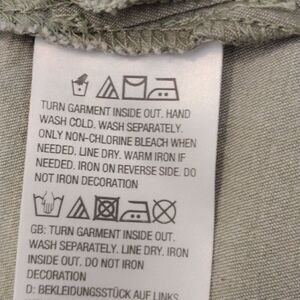 TURN GARMENT INSIDE OUT. HAND
WASH COLD. WASH SEPARATELY.
ONLY NON-CHLORINE BLEACH WHEN
NEEDED. LINE DRY. WARM IRON IF
NEEDED. IRON ON REVERSE SIDE. DO
NOT IRON DECORATION
GB: TURN GARMENT INSIDE OUT.
WASH SEPARATELY. LINE DRY. IRON
INSIDE OUT. DO NOT IRON
DECORATION
D: BEKLEIDUNGSSTÜCK AUF LINKS